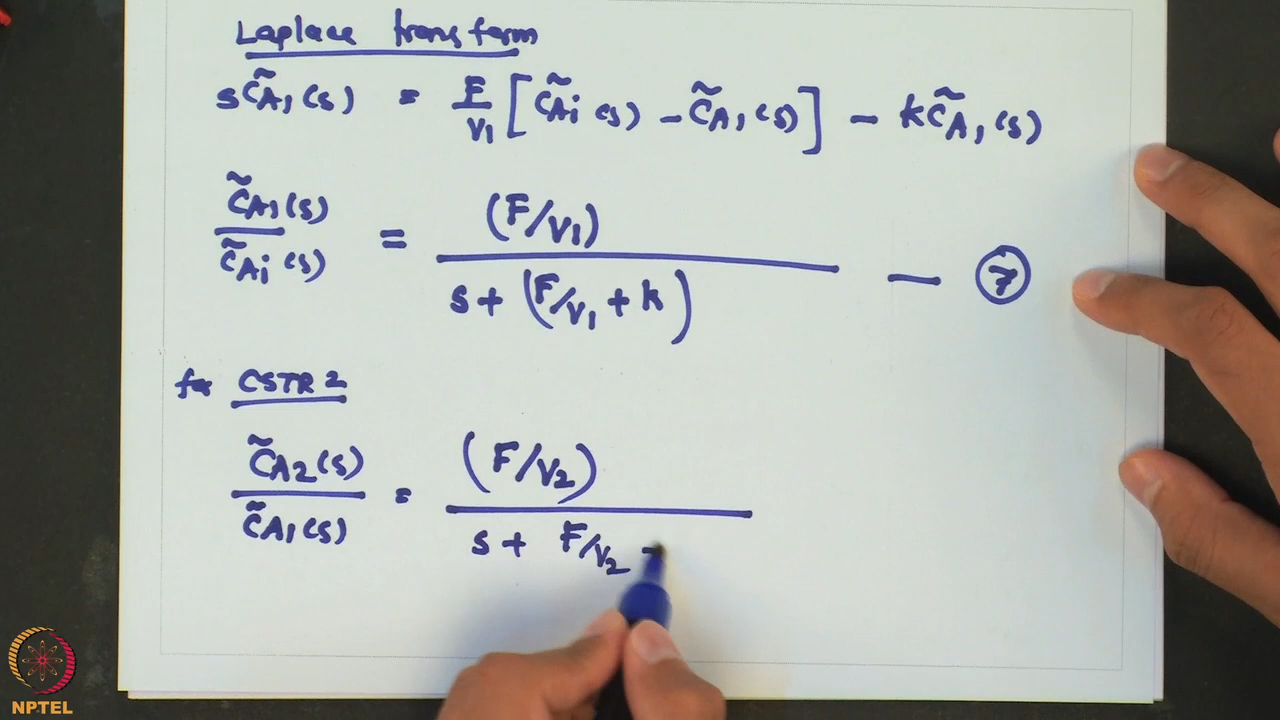 Laplace transform
sC̃A1(s) = F/V1 [C̃Ai(s) - C̃A1(s)] - kC̃A1(s)
C̃A1(s)/C̃Ai(s) = (F/V1)/(s + (F/V1 + k)) — 7
for CSTR 2
C̃A2(s)/C̃A1(s) = (F/V2)/(s + F/V2 -
NPTEL